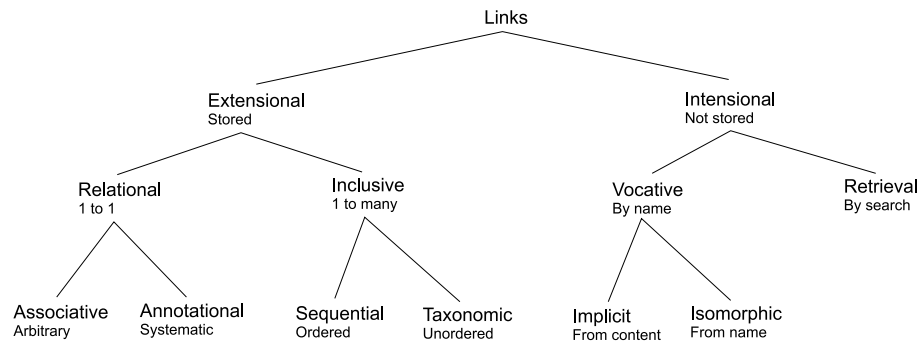 Links
Extensional
Stored
Intensional
Not stored
Relational
1 to 1
Inclusive
1 to many
Vocative
By name
Retrieval
By search
Associative
Arbitrary
Annotational
Systematic
Sequential
Ordered
Taxonomic
Unordered
Implicit
From content
Isomorphic
From name